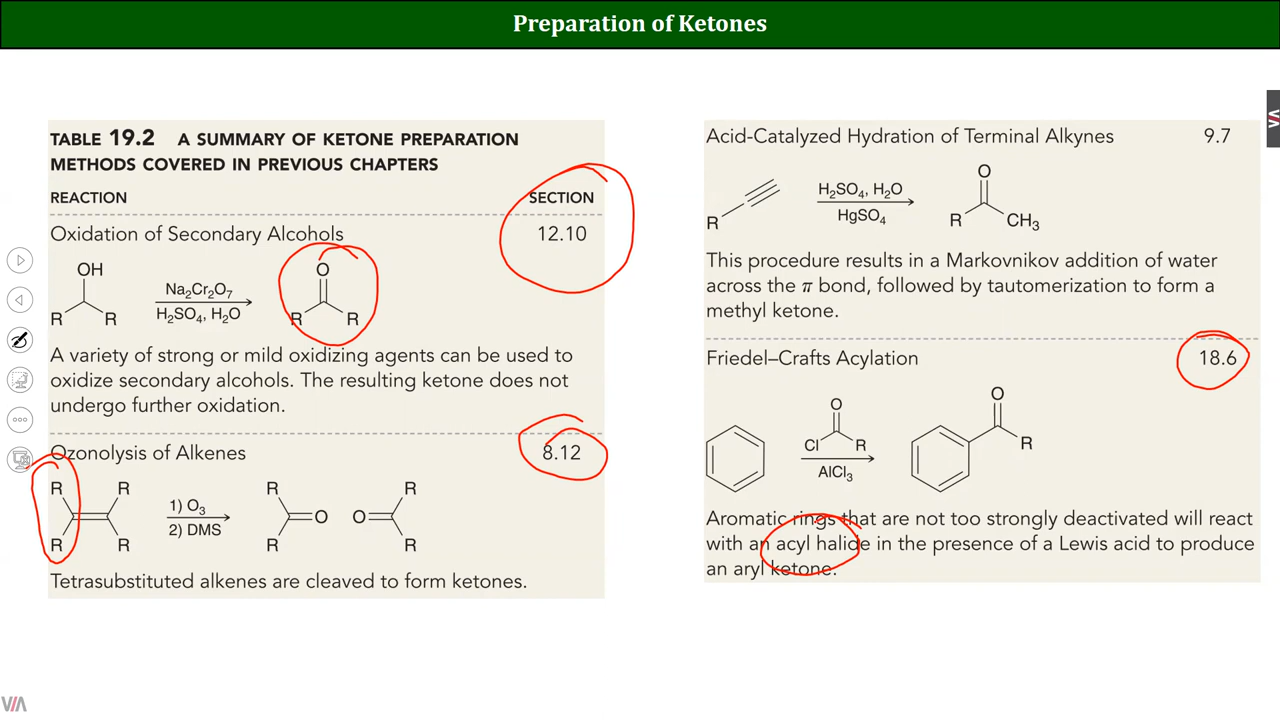 Preparation of Ketones
TABLE 19.2 A SUMMARY OF KETONE PREPARATION
METHODS COVERED IN PREVIOUS CHAPTERS
REACTION SECTION
Oxidation of Secondary Alcohols 12.10
OH
R R
Na₂Cr₂O₇
H₂SO₄, H₂O
O
R R
A variety of strong or mild oxidizing agents can be used to
oxidize secondary alcohols. The resulting ketone does not
undergo further oxidation.
Ozonolysis of Alkenes 8.12
R R
R R
1) O₃
2) DMS
R
O
R
R
O
R
Tetrasubstituted alkenes are cleaved to form ketones.
Acid-Catalyzed Hydration of Terminal Alkynes 9.7
R
H₂SO₄, H₂O
HgSO₄
O
R CH₃
This procedure results in a Markovnikov addition of water
across the π bond, followed by tautomerization to form a
methyl ketone.
Friedel–Crafts Acylation 18.6
O
Cl R
AlCl₃
O
R
Aromatic rings that are not too strongly deactivated will react
with an acyl halide in the presence of a Lewis acid to produce
an aryl ketone.
VIA